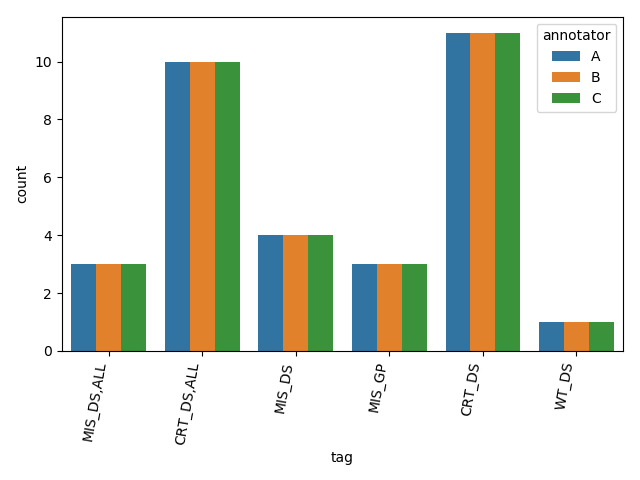 annotator
A
B
C
count
10
8
6
4
2
0
MIS_DS,ALL
CRT_DS,ALL
MIS_DS
MIS_GP
CRT_DS
WT_DS
tag